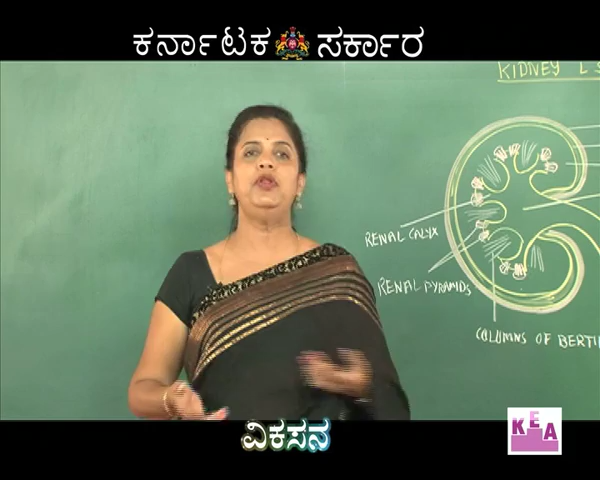 ಕರ್ನಾಟಕ ಸರ್ಕಾರ
KIDNEY L S
RENAL CALYX
RENAL PYRAMIDS
COLUMNS OF BERTI
ವಿಕಸನ
KEA